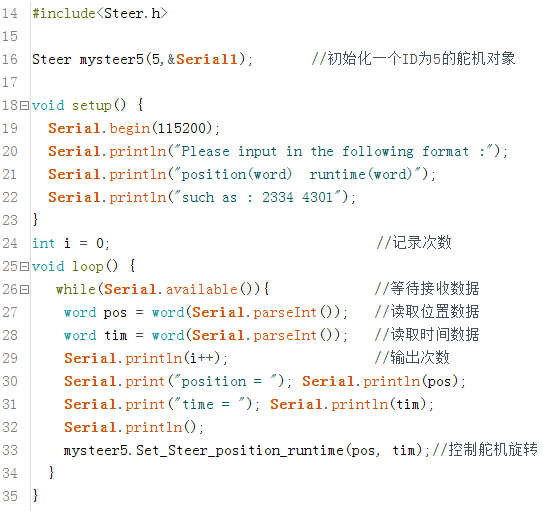 14 #include<Steer.h>
15
16 Steer mysteer5(5,&Serial1);       //初始化一个ID为5的舵机对象
17
18 void setup() {
19   Serial.begin(115200);
20   Serial.println("Please input in the following format :");
21   Serial.println("position(word)  runtime(word)");
22   Serial.println("such as : 2334 4301");
23 }
24 int i = 0;                                   //记录次数
25 void loop() {
26    while(Serial.available()){              //等待接收数据
27     word pos = word(Serial.parseInt());   //读取位置数据
28     word tim = word(Serial.parseInt());   //读取时间数据
29     Serial.println(i++);                   //输出次数
30     Serial.print("position = "); Serial.println(pos);
31     Serial.print("time = "); Serial.println(tim);
32     Serial.println();
33     mysteer5.Set_Steer_position_runtime(pos, tim);//控制舵机旋转
34   }
35 }